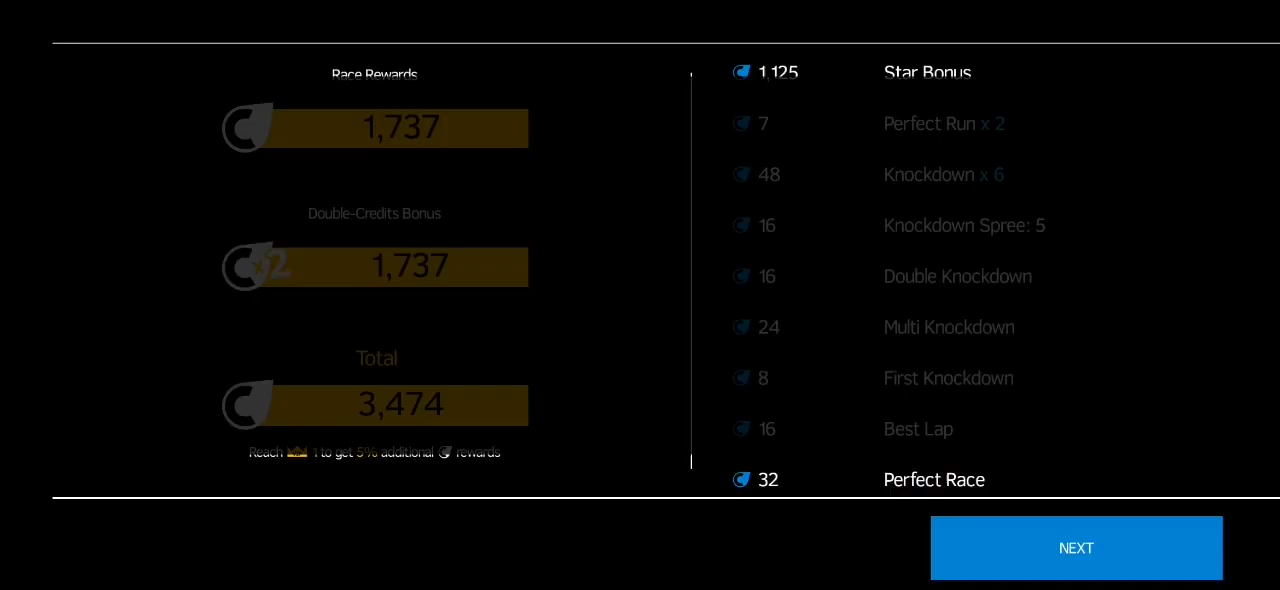 Race Rewards
1,737
Double-Credits Bonus
x2 1,737
Total
3,474
Reach 1 to get 5% additional rewards
1,125 Star Bonus
7 Perfect Run x 2
48 Knockdown x 6
16 Knockdown Spree: 5
16 Double Knockdown
24 Multi Knockdown
8 First Knockdown
16 Best Lap
32 Perfect Race
NEXT